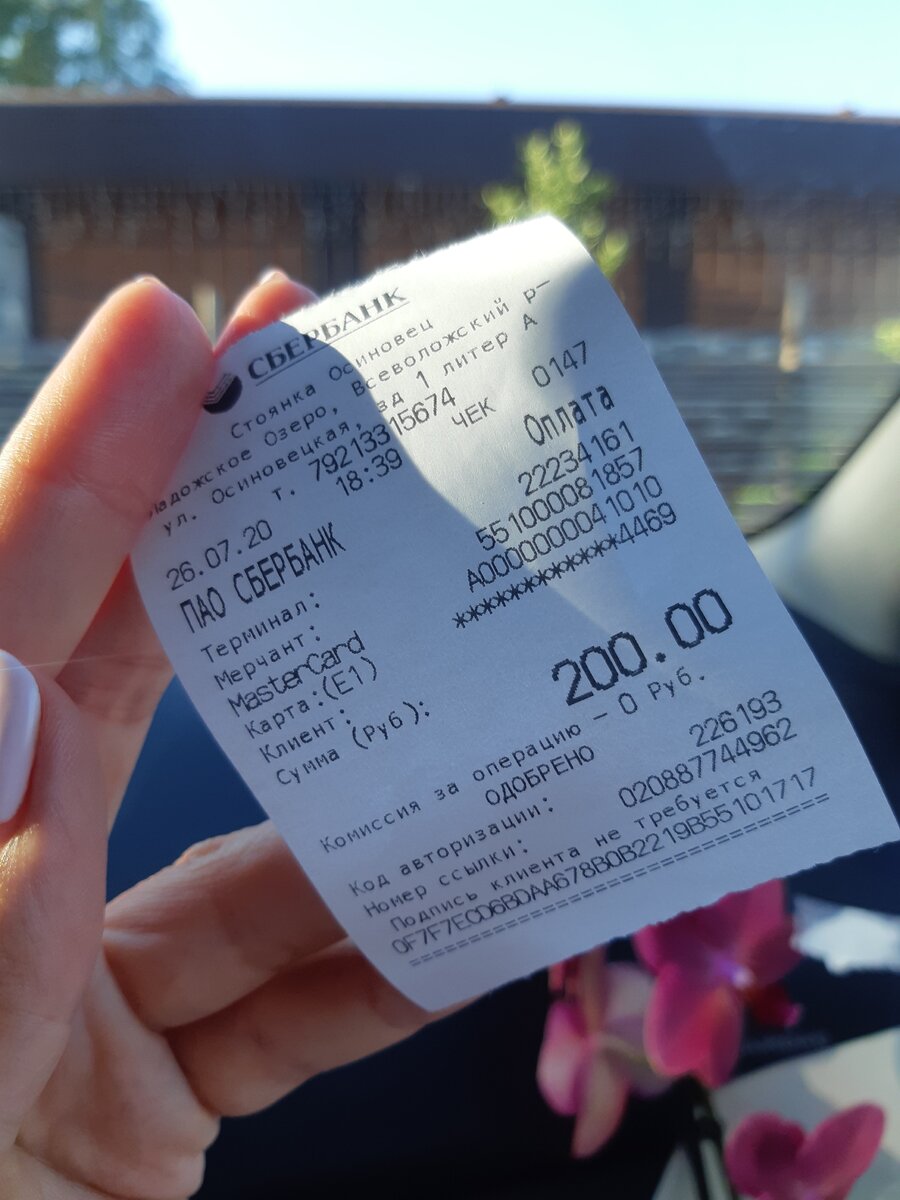 СБЕРБАНК
Стоянка Осиновец
Ладожское Озеро, Всеволожский р-
ул. Осиновецкая, зд 1 литер А
т. 79213315674
26.07.20 18:39 ЧЕК 0147
ПАО СБЕРБАНК Оплата
Терминал: 22234161
Мерчант: 551000081857
MasterCard A0000000041010
Карта:(E1) ************4469
Клиент:
Сумма (Руб):
200.00
Комиссия за операцию – 0 Руб.
ОДОБРЕНО
Код авторизации: 226193
Номер ссылки: 020887744962
Подпись клиента не требуется
0F7F7ECD6BDAA678B0B2219B55101717
================================